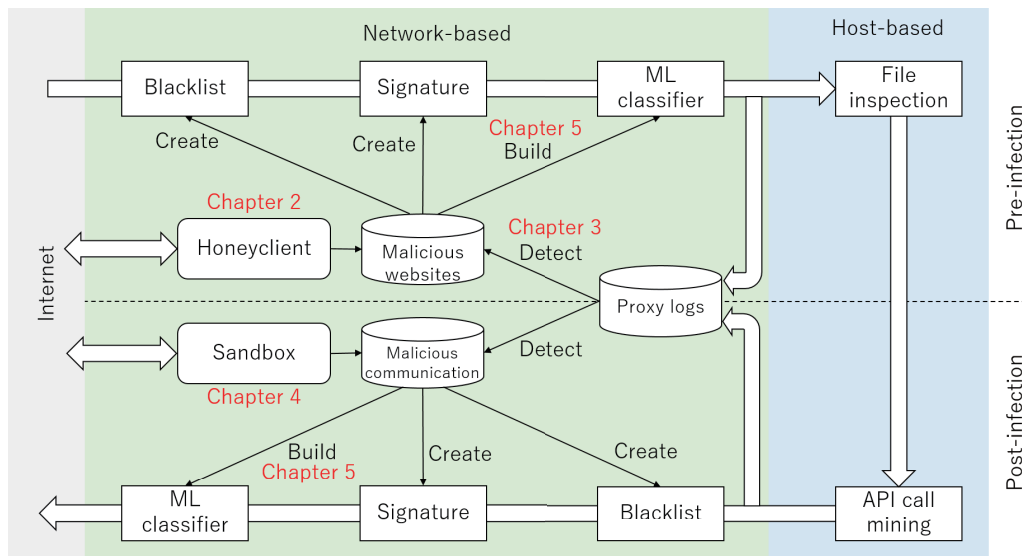 Network-based
Host-based
Blacklist
Signature
ML
classifier
File
inspection
Create
Create
Chapter 5
Build
Pre-infection
Chapter 2
Honeyclient
Malicious
websites
Chapter 3
Detect
Internet
Proxy logs
Sandbox
Malicious
communication
Detect
Chapter 4
Build
Chapter 5
Create
Create
Post-infection
ML
classifier
Signature
Blacklist
API call
mining